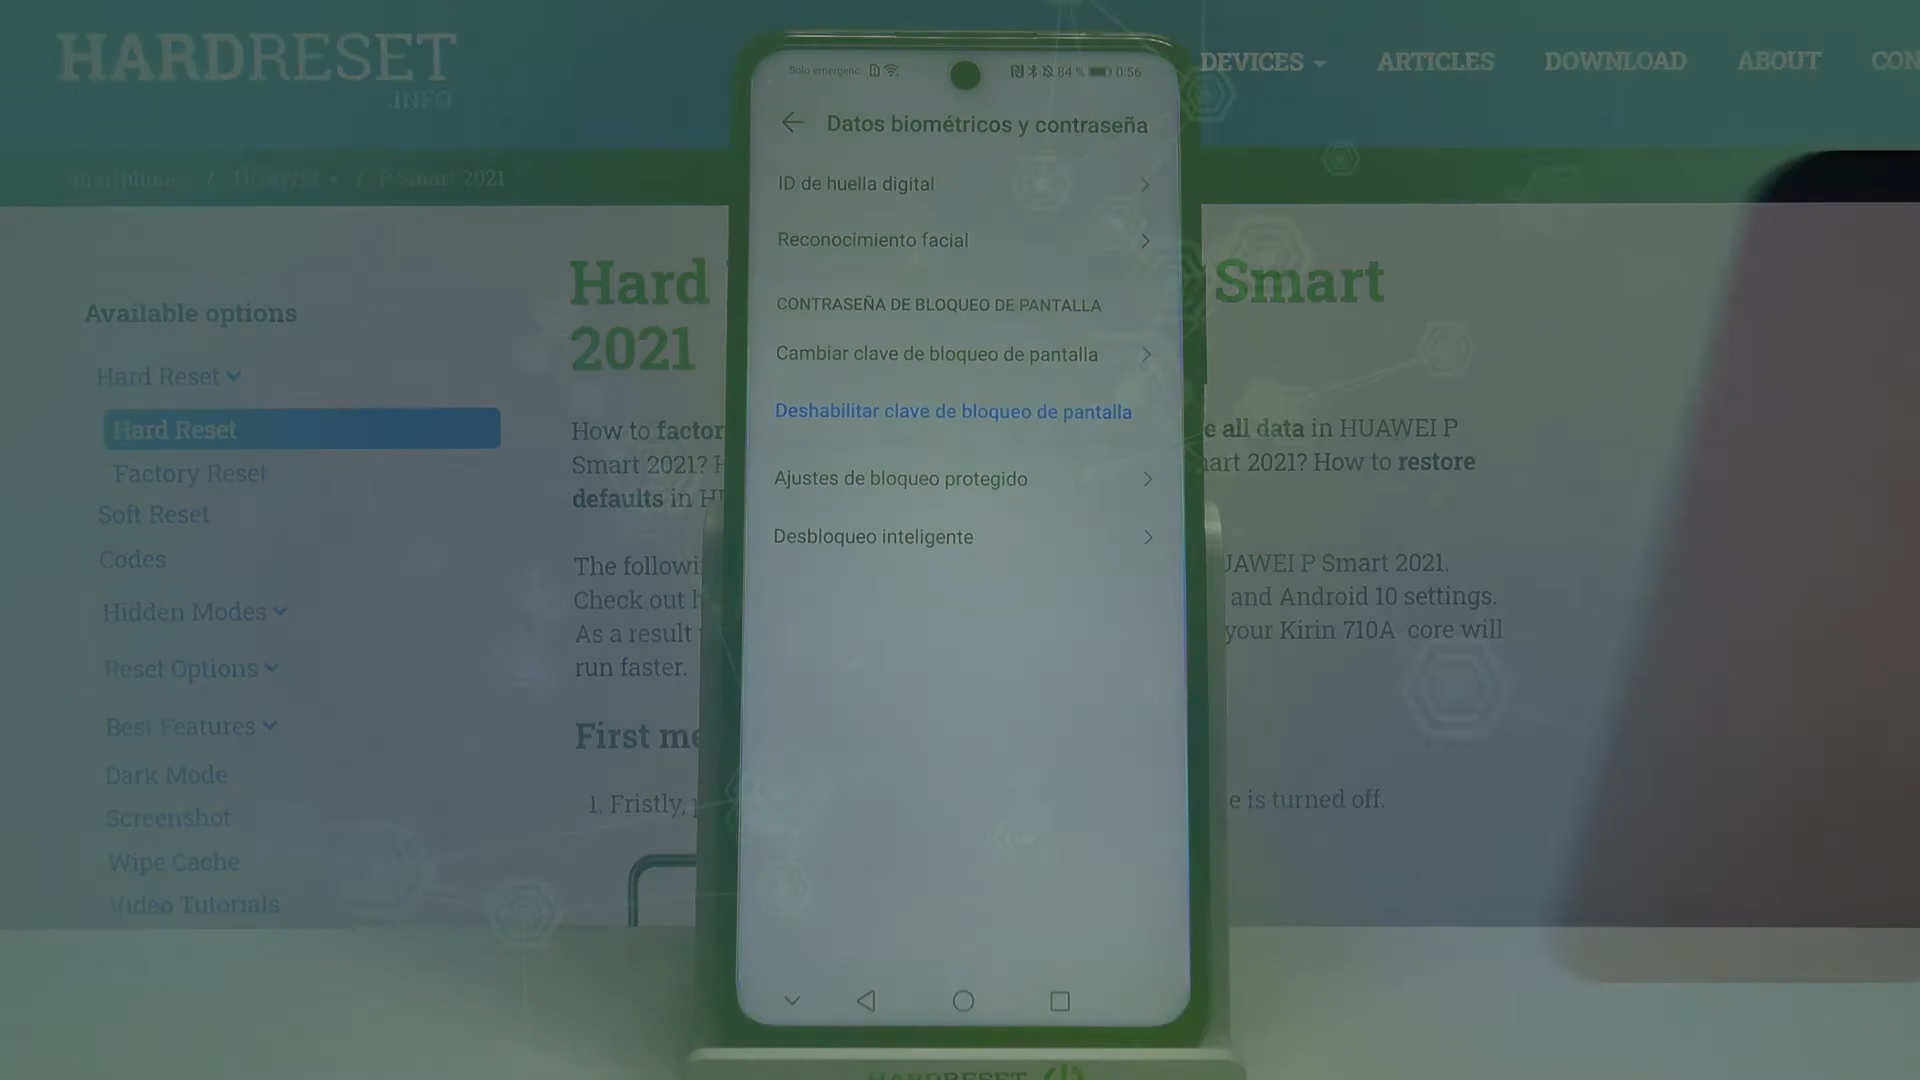 HARDRESET
.INFO
DEVICES
ARTICLES
DOWNLOAD
ABOUT
CON
Smartphones / HUAWEI / P Smart 2021
Available options
Hard Reset
Hard Reset
Factory Reset
Soft Reset
Codes
Hidden Modes
Reset Options
Best Features
Dark Mode
Screenshot
Wipe Cache
Video Tutorials
Hard Smart
2021
How to factor e all data in HUAWEI P
Smart 2021? H art 2021? How to restore
defaults in H
The followi UAWEI P Smart 2021.
Check out h and Android 10 settings.
As a result your Kirin 710A core will
run faster.
First me
1. Fristly, e is turned off.
Solo emergenc. 84 % 0:56
Datos biométricos y contraseña
ID de huella digital
Reconocimiento facial
CONTRASEÑA DE BLOQUEO DE PANTALLA
Cambiar clave de bloqueo de pantalla
Deshabilitar clave de bloqueo de pantalla
Ajustes de bloqueo protegido
Desbloqueo inteligente
HARDRESET